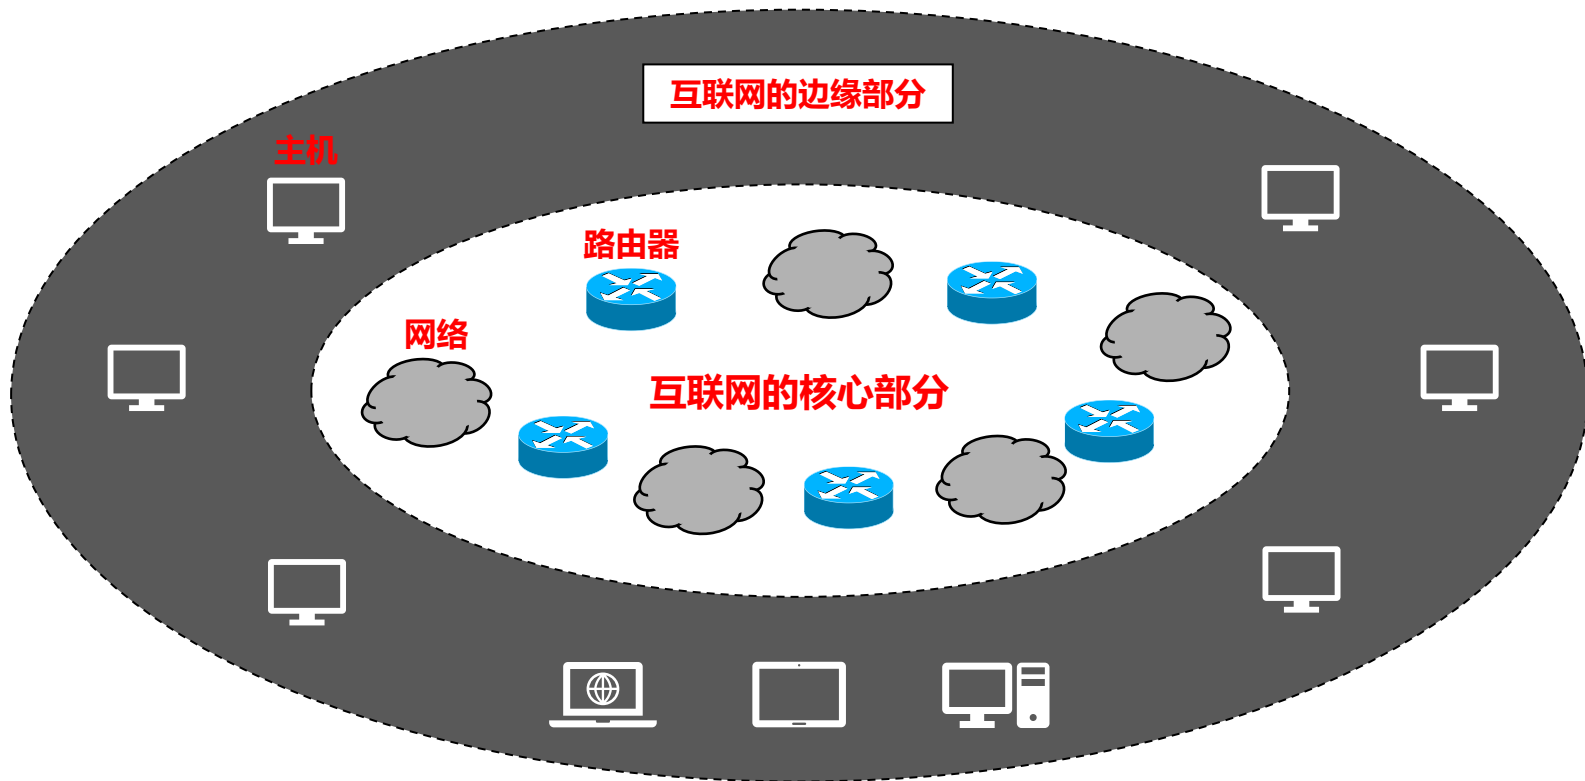 互联网的边缘部分
主机
路由器
网络
互联网的核心部分